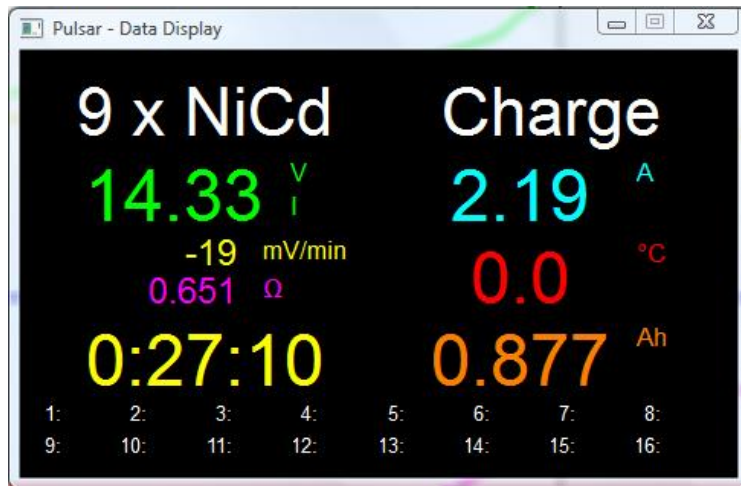 Pulsar - Data Display
9 x NiCd Charge
14.33 V I 2.19 A
-19 mV/min
0.651 Ω 0.0 °C
0:27:10 0.877 Ah
1: 2: 3: 4: 5: 6: 7: 8:
9: 10: 11: 12: 13: 14: 15: 16: